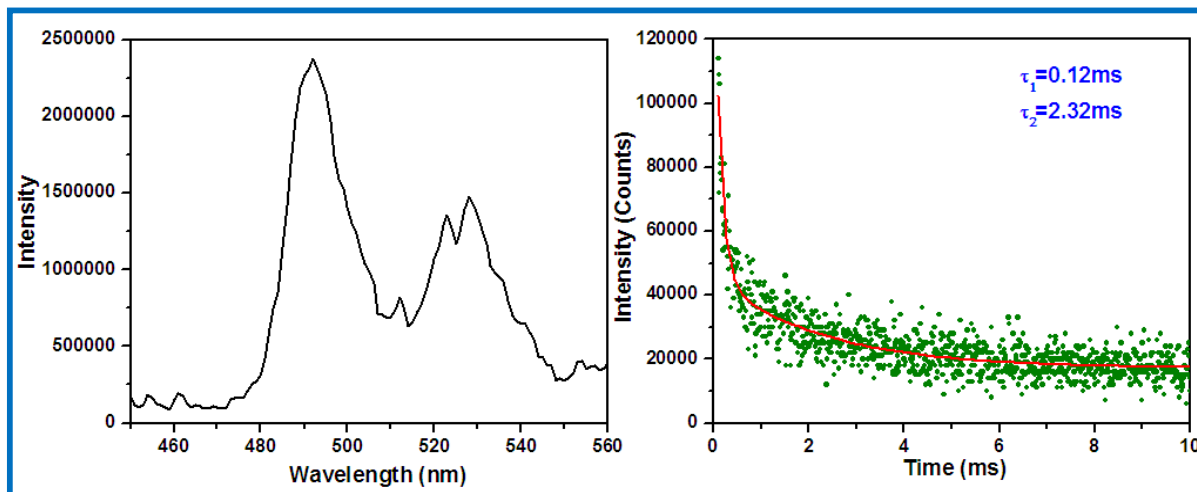 2500000
2000000
1500000
1000000
500000
0
Intensity
460 480 500 520 540 560
Wavelength (nm)
120000
100000
80000
60000
40000
20000
0
Intensity (Counts)
τ1=0.12ms
τ2=2.32ms
0 2 4 6 8 10
Time (ms)